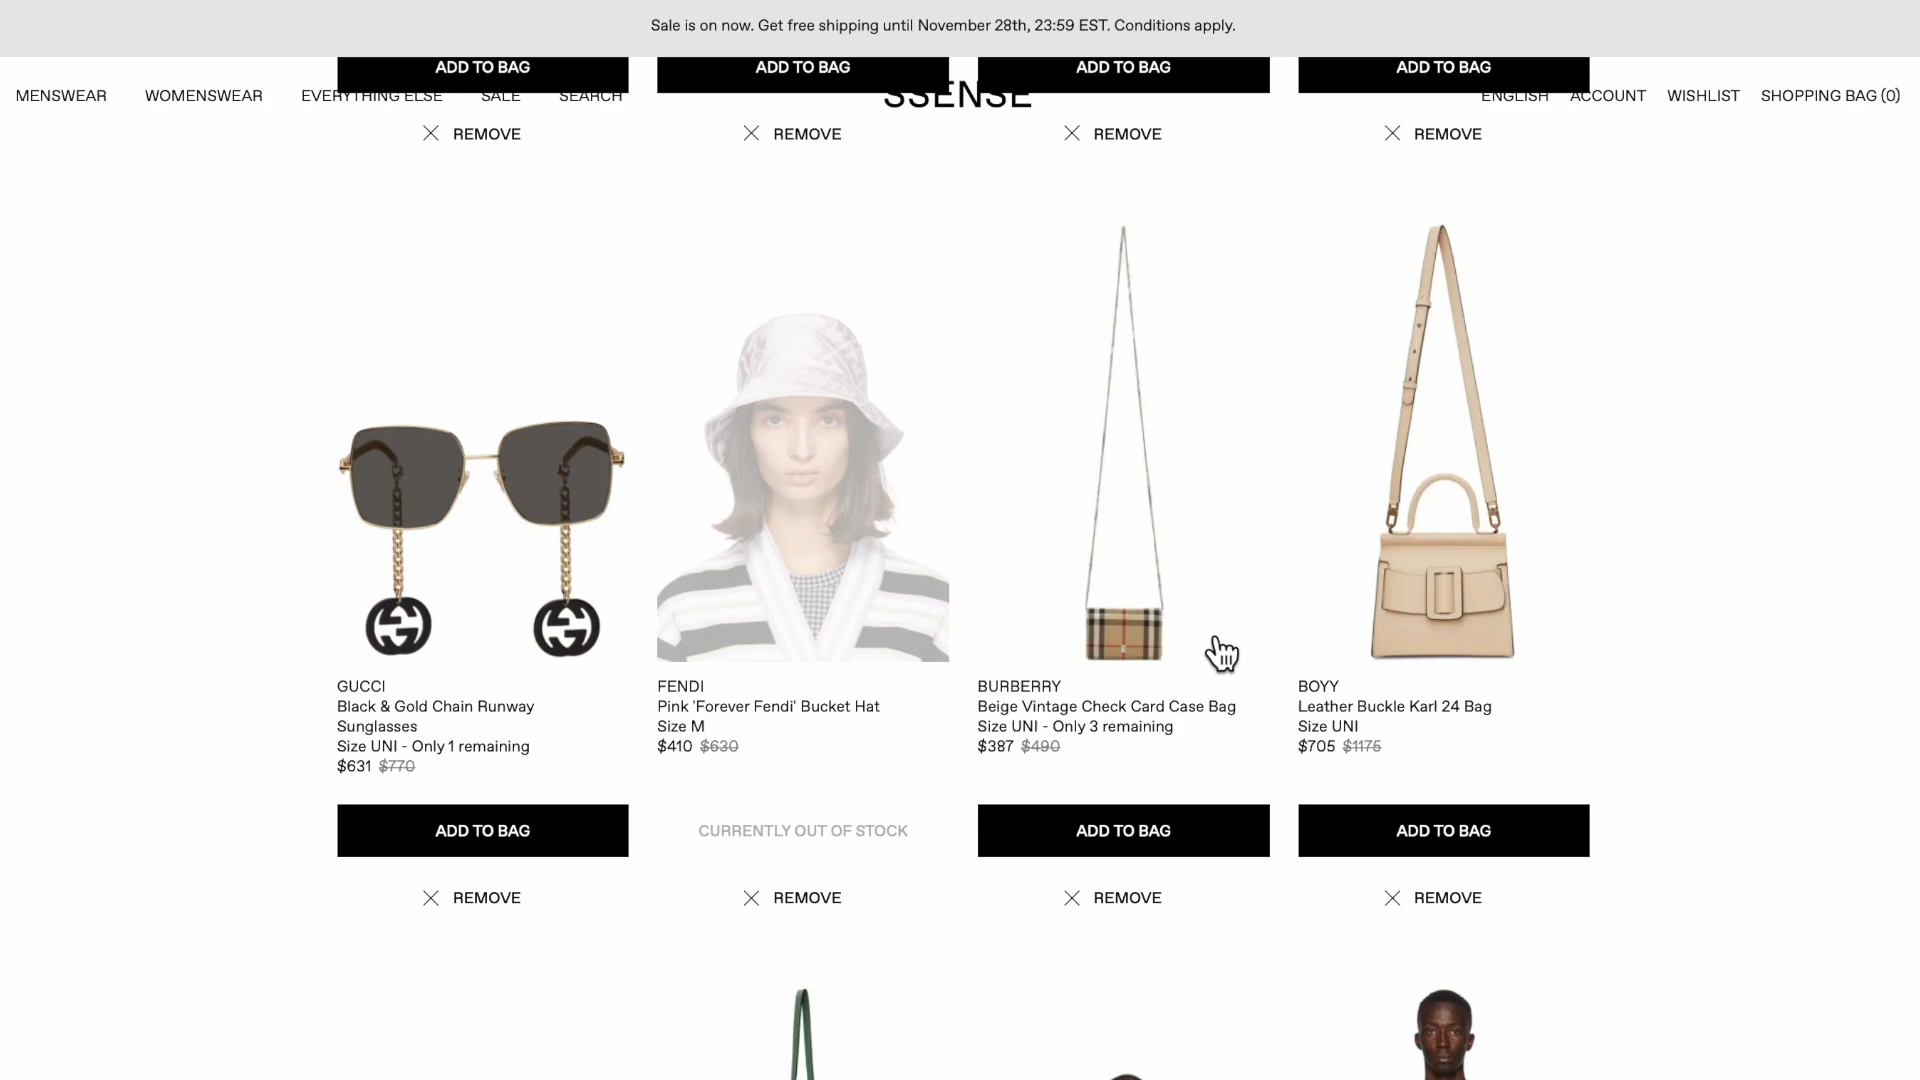 Sale is on now. Get free shipping until November 28th, 23:59 EST. Conditions apply.
ADD TO BAG
ADD TO BAG
ADD TO BAG
ADD TO BAG
MENSWEAR
WOMENSWEAR
EVERYTHING ELSE
SALE
SEARCH
SSENSE
ENGLISH
ACCOUNT
WISHLIST
SHOPPING BAG (0)
REMOVE
REMOVE
REMOVE
REMOVE
GUCCI
Black & Gold Chain Runway
Sunglasses
Size UNI - Only 1 remaining
$631 $770
FENDI
Pink 'Forever Fendi' Bucket Hat
Size M
$410 $630
BURBERRY
Beige Vintage Check Card Case Bag
Size UNI - Only 3 remaining
$387 $490
BOYY
Leather Buckle Karl 24 Bag
Size UNI
$705 $1175
ADD TO BAG
CURRENTLY OUT OF STOCK
ADD TO BAG
ADD TO BAG
REMOVE
REMOVE
REMOVE
REMOVE